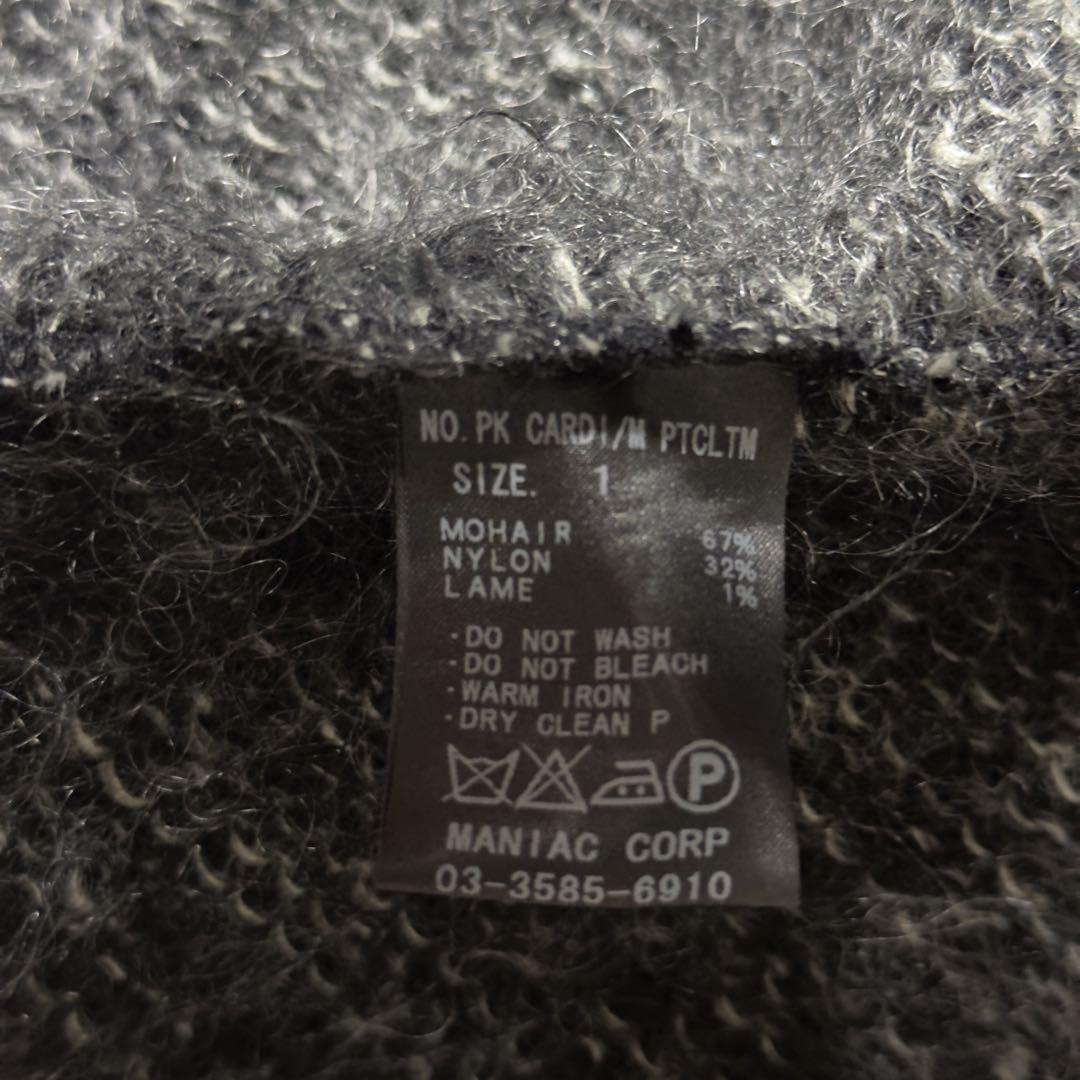 NO. PK CARDI/M PTCLTM
SIZE. 1
MOHAIR 67%
NYLON 32%
LAME 1%
·DO NOT WASH
·DO NOT BLEACH
·WARM IRON
·DRY CLEAN P
P
MANIAC CORP
03-3585-6910